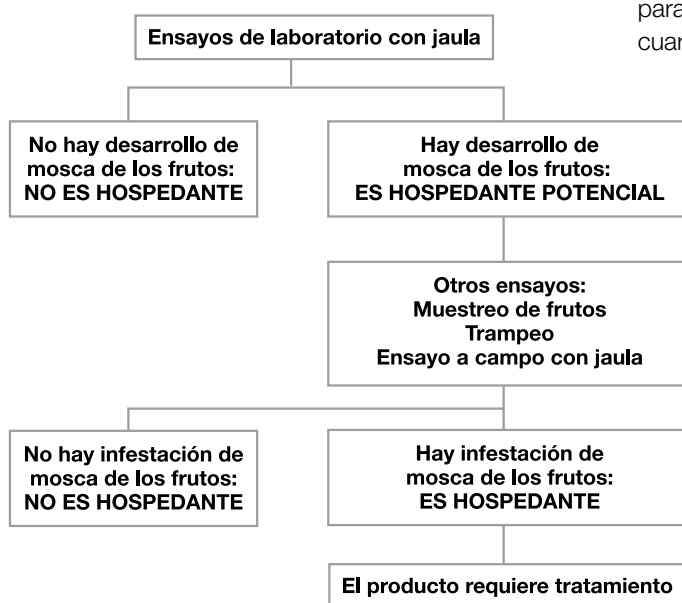 Ensayos de laboratorio con jaula
No hay desarrollo de
mosca de los frutos:
NO ES HOSPEDANTE
Hay desarrollo de
mosca de los frutos:
ES HOSPEDANTE POTENCIAL
Otros ensayos:
Muestreo de frutos
Trampeo
Ensayo a campo con jaula
No hay infestación de
mosca de los frutos:
NO ES HOSPEDANTE
Hay infestación de
mosca de los frutos:
ES HOSPEDANTE
El producto requiere tratamiento